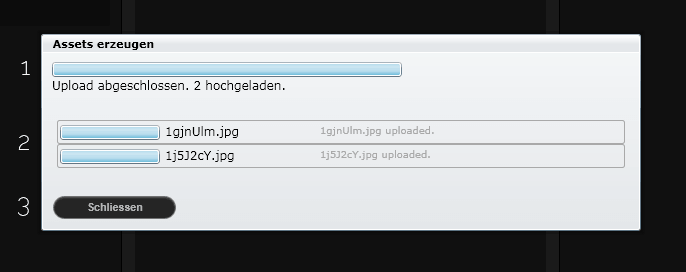 Assets erzeugen
1
Upload abgeschlossen. 2 hochgeladen.
2
1gjnUlm.jpg 1gjnUlm.jpg uploaded.
1j5J2cY.jpg 1j5J2cY.jpg uploaded.
3 Schliessen